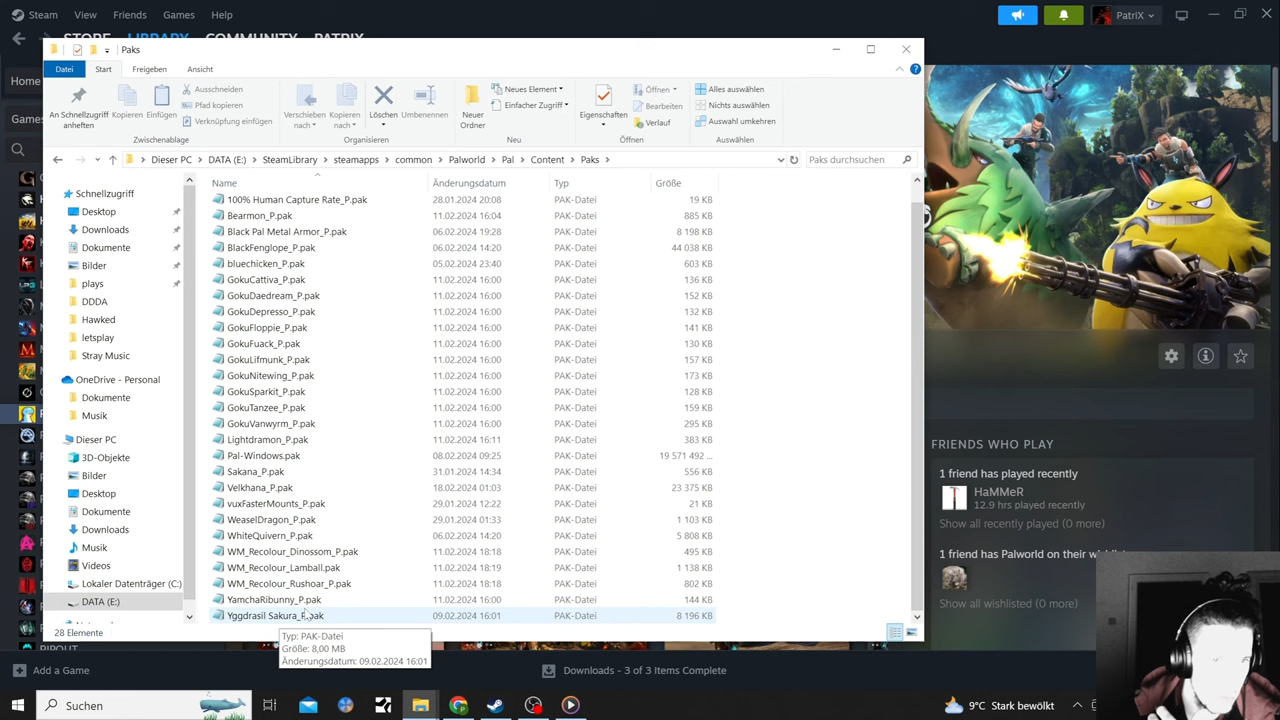 Steam View Friends Games Help
PatriX
STORE LIBRARY COMMUNITY PATRIX
Paks
Datei Start Freigeben Ansicht
An Schnellzugriff anheften
Kopieren
Einfügen
Ausschneiden
Pfad kopieren
Verknüpfung einfügen
Zwischenablage
Verschieben nach
Kopieren nach
Löschen
Umbenennen
Organisieren
Neuer Ordner
Neues Element
Einfacher Zugriff
Neu
Eigenschaften
Öffnen
Bearbeiten
Verlauf
Öffnen
Alles auswählen
Nichts auswählen
Auswahl umkehren
Auswählen
Dieser PC > DATA (E:) > SteamLibrary > steamapps > common > Palworld > Pal > Content > Paks >
Paks durchsuchen
Home
Games
Schnellzugriff
Desktop
Downloads
Dokumente
Bilder
plays
DDDA
Hawked
letsplay
Stray Music
OneDrive - Personal
Dokumente
Musik
Dieser PC
3D-Objekte
Bilder
Desktop
Dokumente
Downloads
Musik
Videos
Lokaler Datenträger (C:)
DATA (E:)
Name Änderungsdatum Typ Größe
100% Human Capture Rate_P.pak 28.01.2024 20:08 PAK-Datei 19 KB
Bearmon_P.pak 11.02.2024 16:04 PAK-Datei 885 KB
Black Pal Metal Armor_P.pak 06.02.2024 19:28 PAK-Datei 8 198 KB
BlackFenglope_P.pak 06.02.2024 14:20 PAK-Datei 44 038 KB
bluechicken_P.pak 05.02.2024 23:40 PAK-Datei 603 KB
GokuCattiva_P.pak 11.02.2024 16:00 PAK-Datei 136 KB
GokuDaedream_P.pak 11.02.2024 16:00 PAK-Datei 152 KB
GokuDepresso_P.pak 11.02.2024 16:00 PAK-Datei 132 KB
GokuFloppie_P.pak 11.02.2024 16:00 PAK-Datei 141 KB
GokuFuack_P.pak 11.02.2024 16:00 PAK-Datei 130 KB
GokuLifmunk_P.pak 11.02.2024 16:00 PAK-Datei 157 KB
GokuNitewing_P.pak 11.02.2024 16:00 PAK-Datei 173 KB
GokuSparkit_P.pak 11.02.2024 16:00 PAK-Datei 128 KB
GokuTanzee_P.pak 11.02.2024 16:00 PAK-Datei 159 KB
GokuVanwyrm_P.pak 11.02.2024 16:00 PAK-Datei 295 KB
Lightdramon_P.pak 11.02.2024 16:11 PAK-Datei 383 KB
Pal-Windows.pak 08.02.2024 09:25 PAK-Datei 19 571 492 ...
Sakana_P.pak 31.01.2024 14:34 PAK-Datei 556 KB
Velkhana_P.pak 18.02.2024 01:03 PAK-Datei 23 375 KB
vuxFasterMounts_P.pak 29.01.2024 12:22 PAK-Datei 21 KB
WeaselDragon_P.pak 29.01.2024 01:33 PAK-Datei 1 103 KB
WhiteQuivern_P.pak 06.02.2024 14:20 PAK-Datei 5 808 KB
WM_Recolour_Dinossom_P.pak 11.02.2024 18:18 PAK-Datei 495 KB
WM_Recolour_Lamball.pak 11.02.2024 18:19 PAK-Datei 1 138 KB
WM_Recolour_Rushoar_P.pak 11.02.2024 18:18 PAK-Datei 802 KB
YamchaRibunny_P.pak 11.02.2024 16:00 PAK-Datei 144 KB
Yggdrasil Sakura_P.pak 09.02.2024 16:01 PAK-Datei 8 196 KB
28 Elemente
Typ: PAK-Datei
Größe: 8,00 MB
Änderungsdatum: 09.02.2024 16:01
FRIENDS WHO PLAY
1 friend has played recently
HaMMeR
12.9 hrs played recently
Show all recently played (0 more)
1 friend has Palworld on their
Show all wishlisted (0 more)
RIPOUT
Add a Game
Downloads - 3 of 3 Items Complete
Suchen
9°C Stark bewölkt